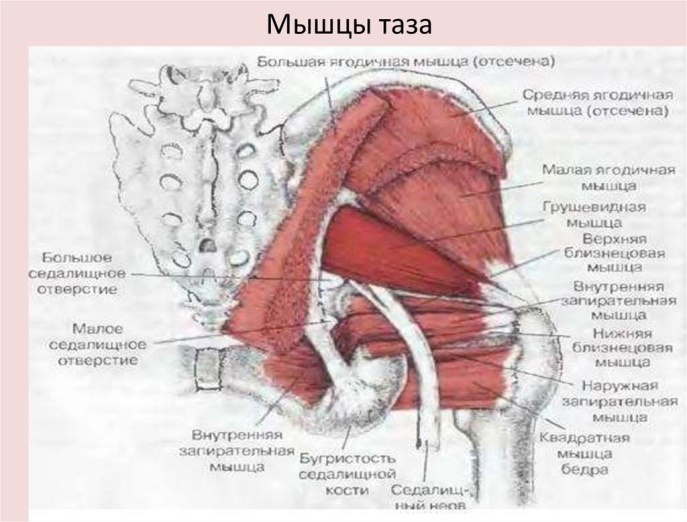 Мышцы таза
Большая ягодичная мышца (отсечена)
Средняя ягодичная
мышца (отсечена)
Малая ягодичная
мышца
Грушевидная
мышца
Верхняя
близнецовая
мышца
Внутренняя
запирательная
мышца
Нижняя
близнецовая
мышца
Наружная
запирательная
мышца
Квадратная
мышца
бедра
Большое
седалищное
отверстие
Малое
седалищное
отверстие
Внутренняя
запирательная
мышца
Бугристость
седалищной
кости
Седалищ-
ный нерв